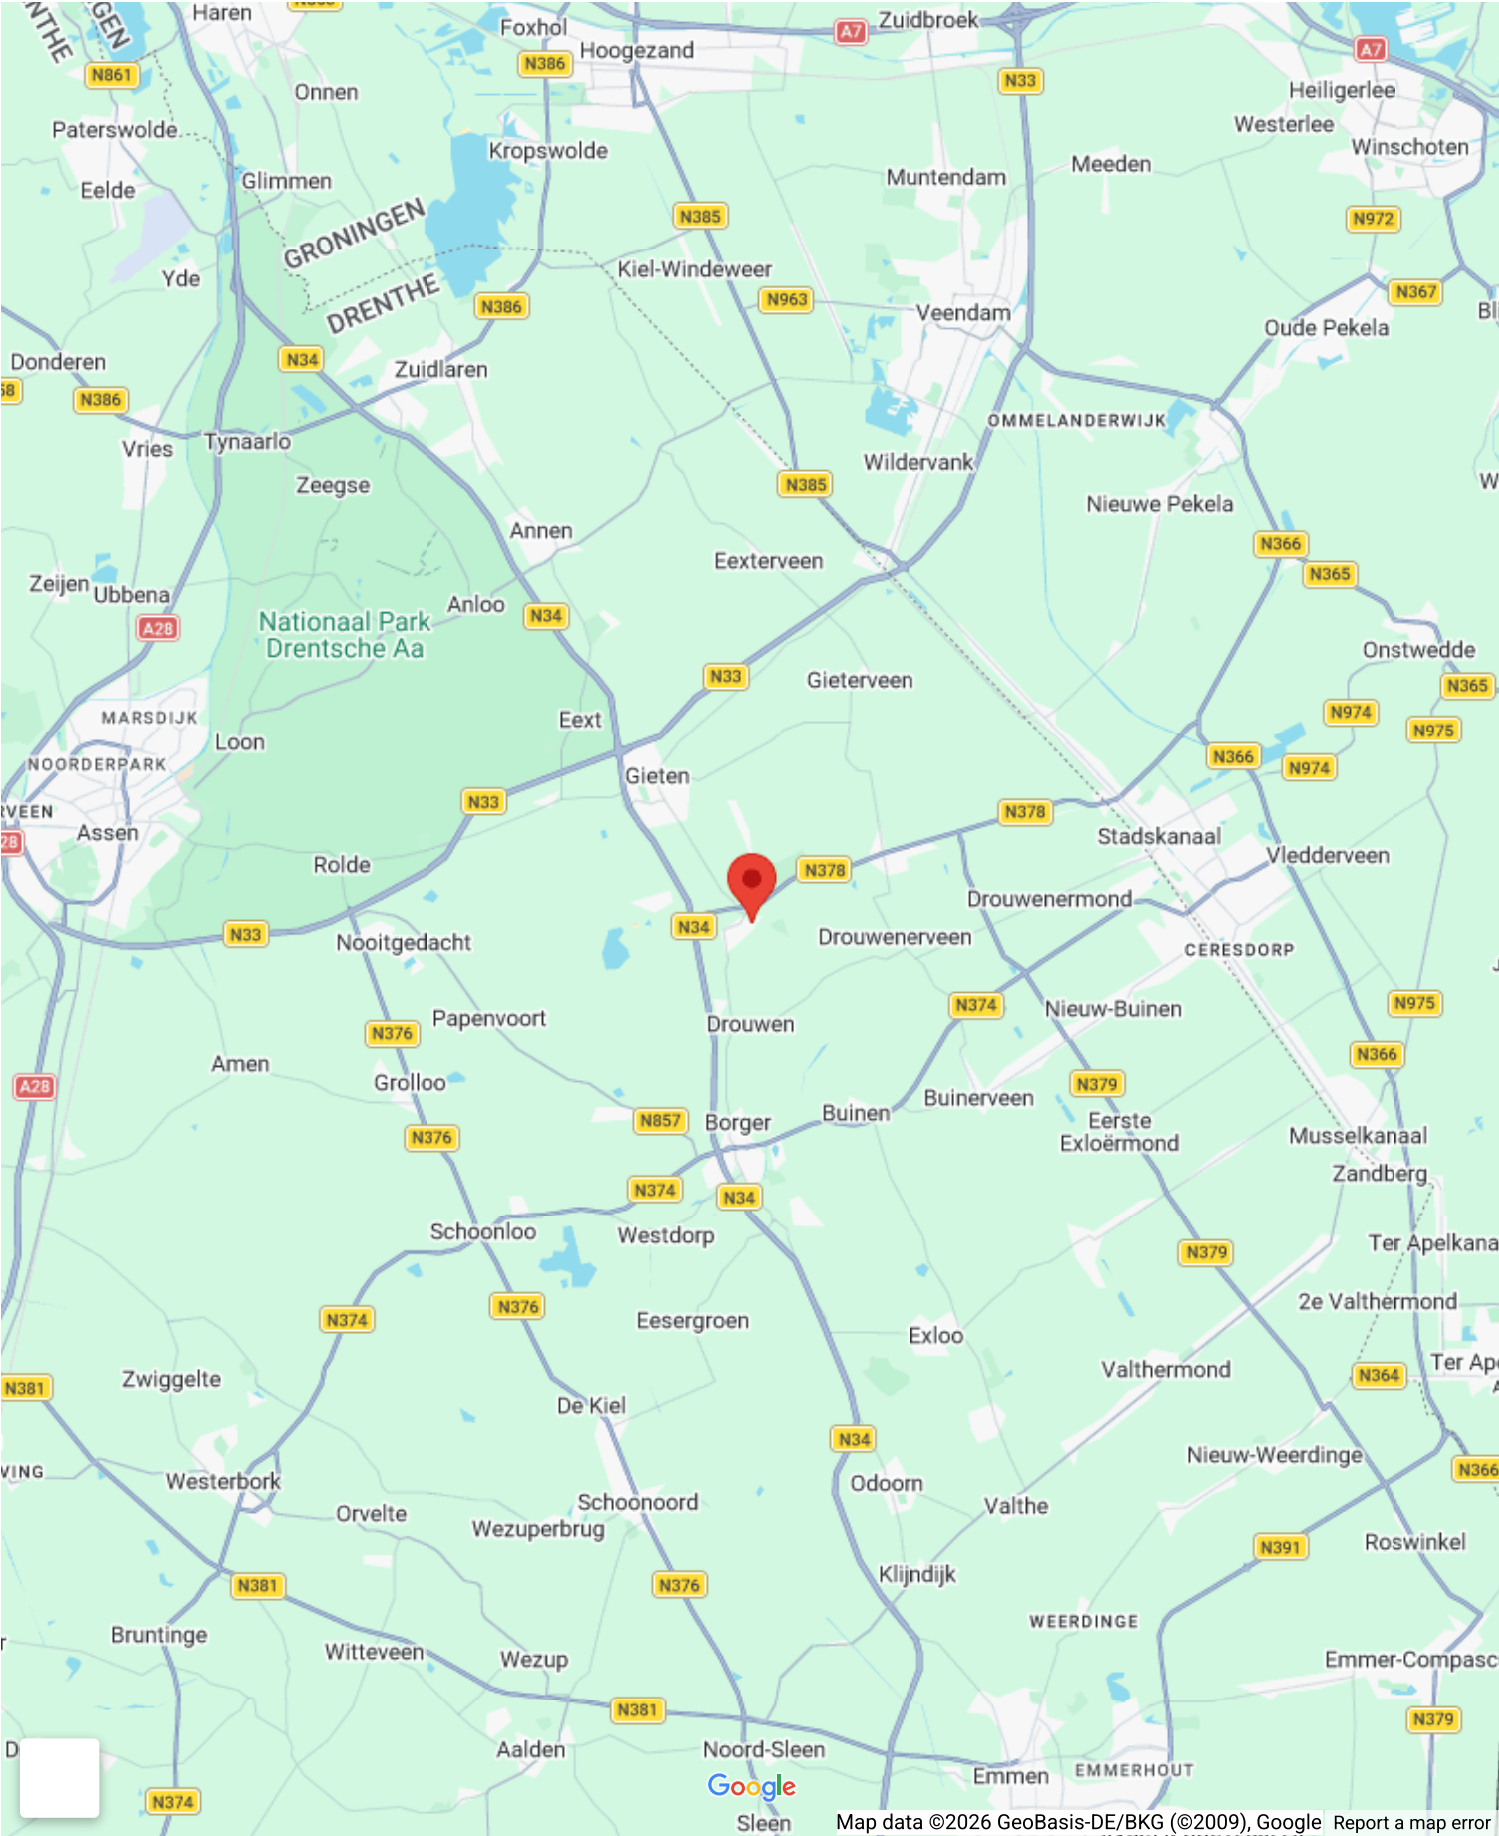 Haren
Foxhol
Zuidbroek
A7
Hoogezand
N386
A7
N861
N33
Onnen
Heiligerlee
Paterswolde
Westerlee
Kropswolde
Winschoten
Meeden
Glimmen
Muntendam
Eelde
N385
N972
GRONINGEN
Kiel-Windeweer
Yde
N963
N367
DRENTHE
N386
Veendam
Oude Pekela
N34
Donderen
Zuidlaren
N386
OMMELANDERWIJK
Tynaarlo
Vries
Wildervank
Zeegse
N385
Nieuwe Pekela
Annen
N366
Eexterveen
N365
Zeijen
Ubbena
Anloo
N34
Nationaal Park
Drentsche Aa
A28
Onstwedde
N33
Gieterveen
N365
MARSDIJK
Eext
N974
N975
Loon
N366
NOORDERPARK
N974
Gieten
N33
N378
Assen
Stadskanaal
Rolde
Vledderveen
N378
Drouwenermond
N34
N33
Drouwenerveen
Nooitgedacht
CERESDORP
N374
N975
Nieuw-Buinen
Papenvoort
Drouwen
N376
N366
Amen
Grolloo
N379
A28
Buinerveen
Buinen
N857
Borger
Eerste
Exloërmond
N376
Musselkanaal
Zandberg
N374
N34
Schoonloo
Westdorp
N379
2e Valthermond
N376
N374
Eesergroen
Exloo
Valthermond
N364
Zwiggelte
N381
De Kiel
N34
Nieuw-Weerdinge
N366
Westerbork
Odoorn
Schoonoord
Valthe
Orvelte
Wezuperbrug
Roswinkel
N391
Klijndijk
N376
N381
WEERDINGE
Bruntinge
Witteveen
Wezup
N381
N379
Aalden
Noord-Sleen
EMMERHOUT
Emmen
Google
N374
Sleen
Map data ©2026 GeoBasis-DE/BKG (©2009), Google
Report a map error